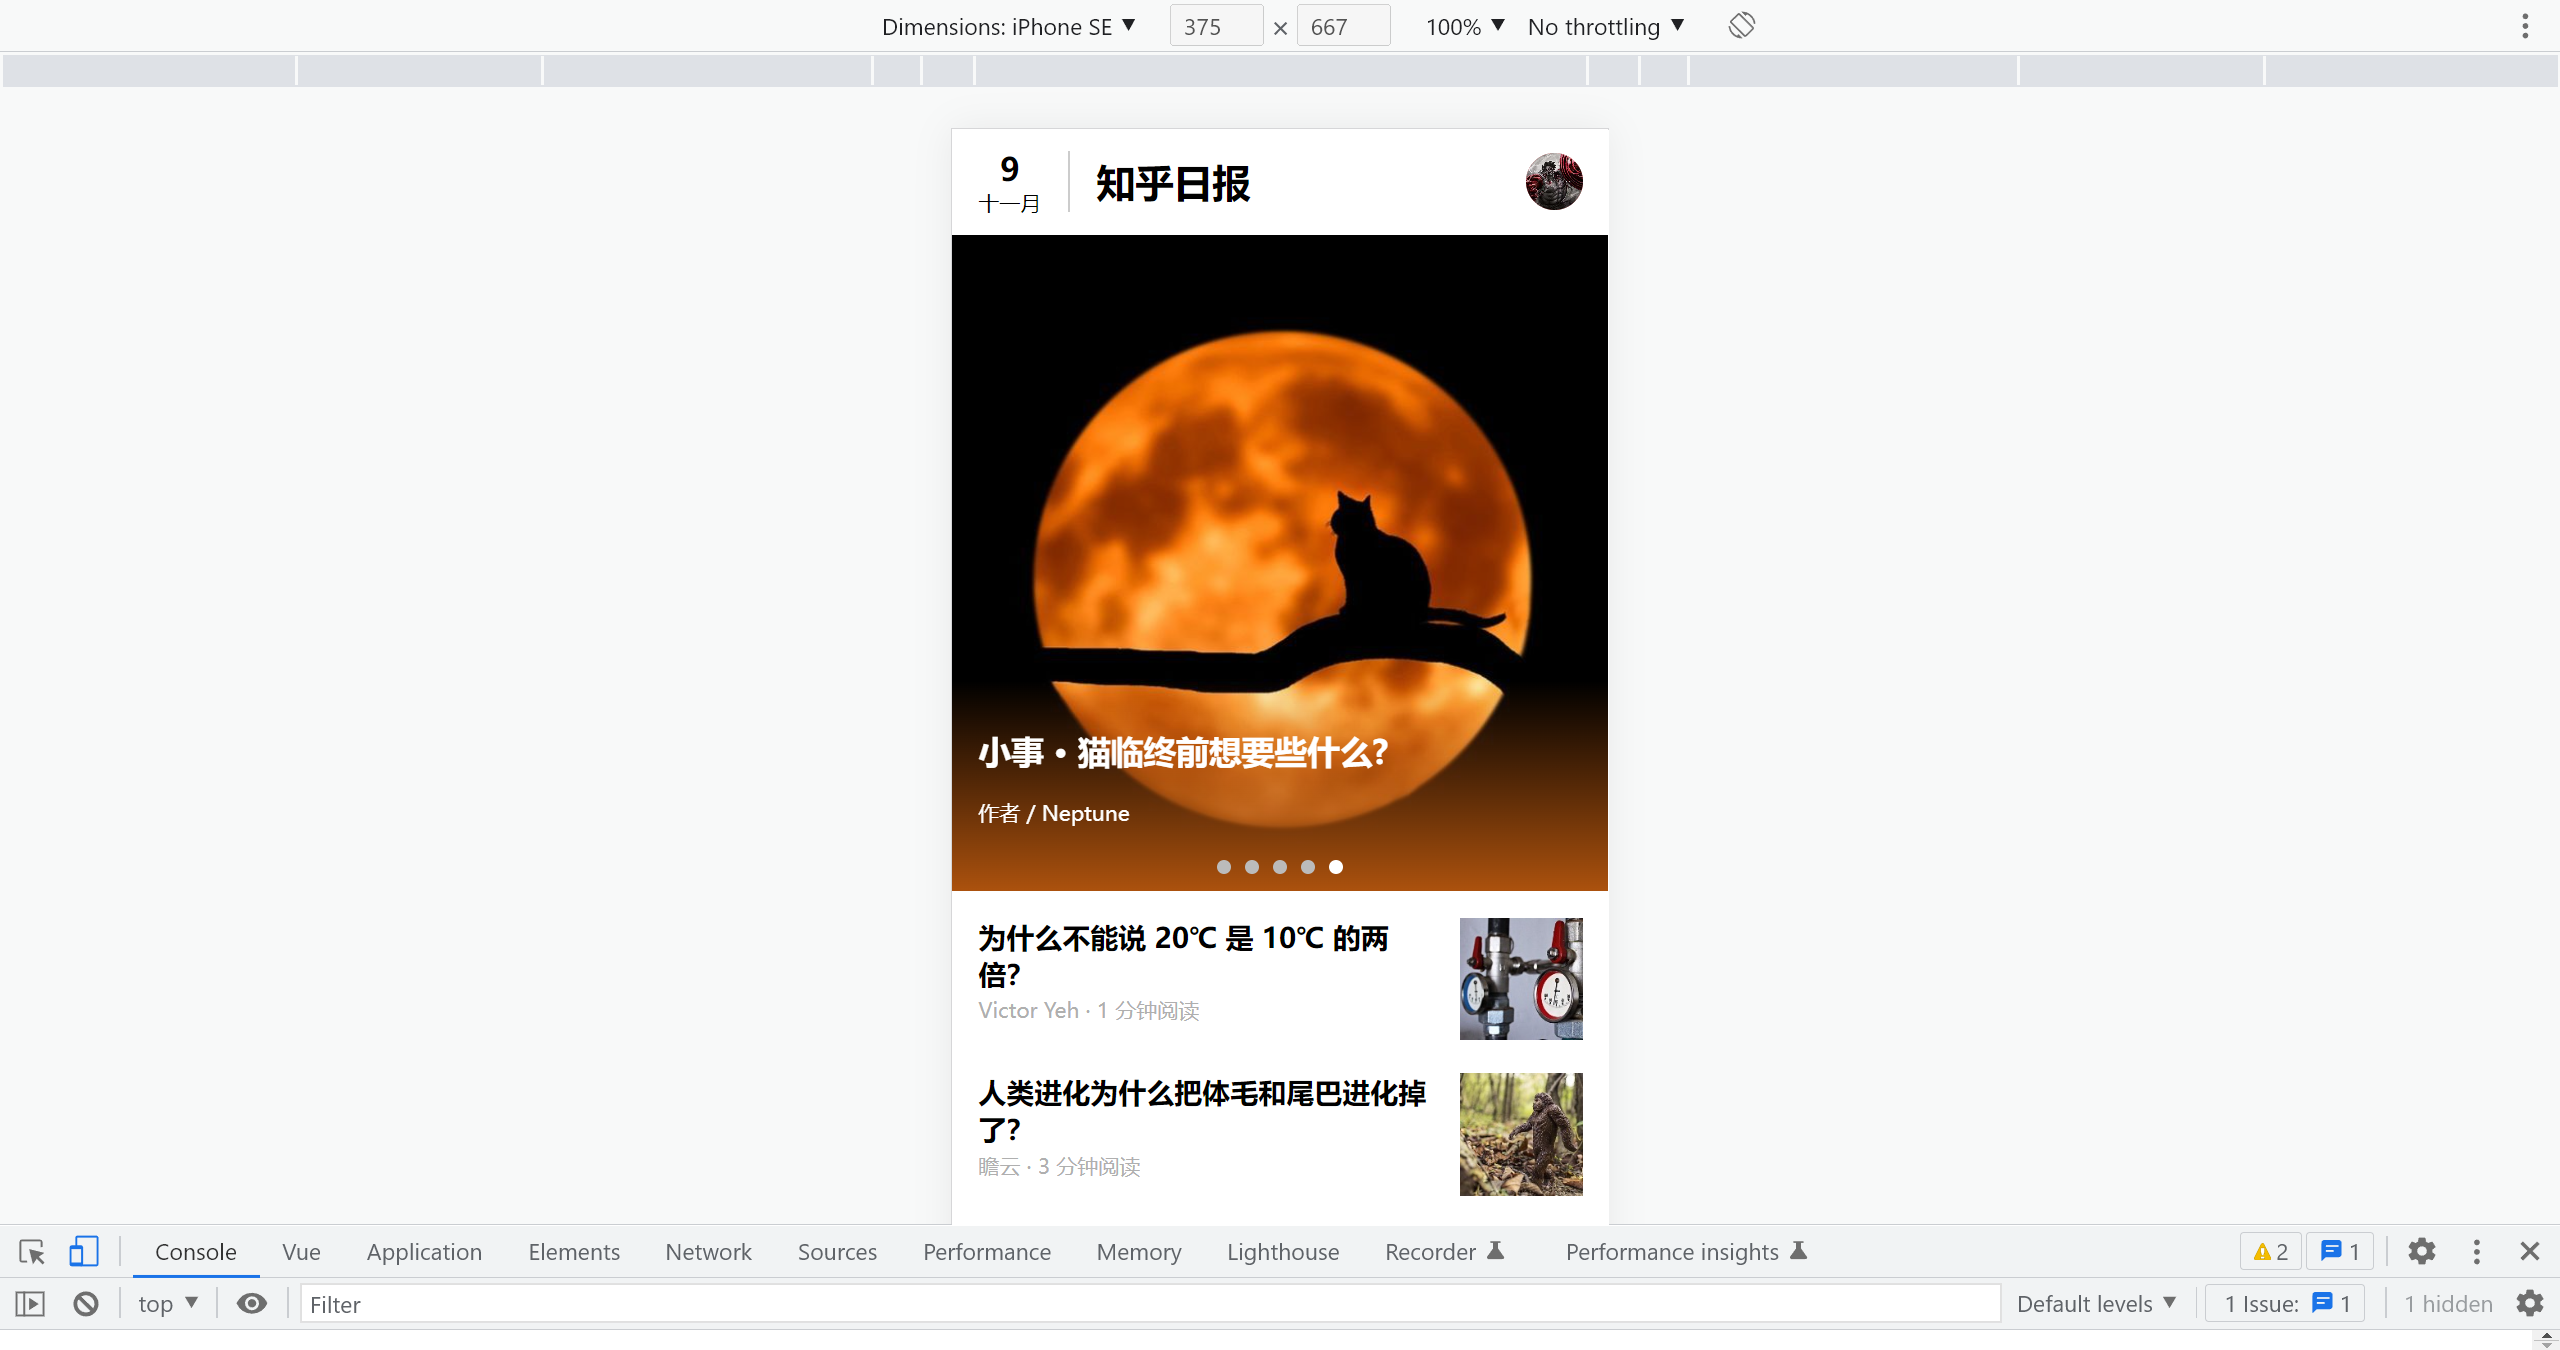 Dimensions: iPhone SE ▼ 375 × 667 100% ▼ No throttling ▼
9
十一月
知乎日报
小事 · 猫临终前想要些什么?
作者 / Neptune
为什么不能说 20℃ 是 10℃ 的两
倍?
Victor Yeh · 1 分钟阅读
人类进化为什么把体毛和尾巴进化掉
了?
瞻云 · 3 分钟阅读
Console Vue Application Elements Network Sources Performance Memory Lighthouse Recorder Performance insights 2 1
top ▼ Filter Default levels ▼ 1 Issue: 1 1 hidden